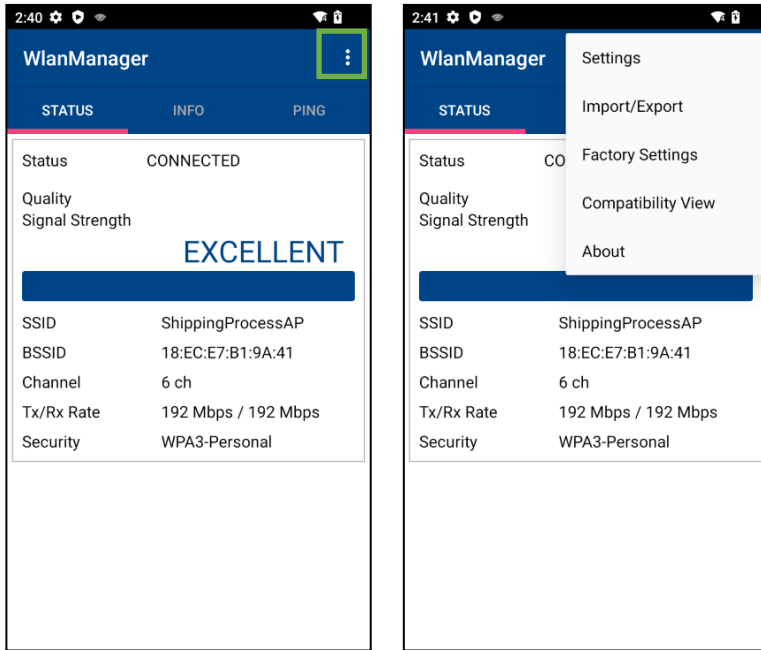 2:40
WlanManager
STATUS INFO PING
Status CONNECTED
Quality
Signal Strength
EXCELLENT
SSID ShippingProcessAP
BSSID 18:EC:E7:B1:9A:41
Channel 6 ch
Tx/Rx Rate 192 Mbps / 192 Mbps
Security WPA3-Personal
2:41
WlanManager
STATUS
Settings
Import/Export
Factory Settings
Compatibility View
About
Status CO
Quality
Signal Strength
SSID ShippingProcessAP
BSSID 18:EC:E7:B1:9A:41
Channel 6 ch
Tx/Rx Rate 192 Mbps / 192 Mbps
Security WPA3-Personal